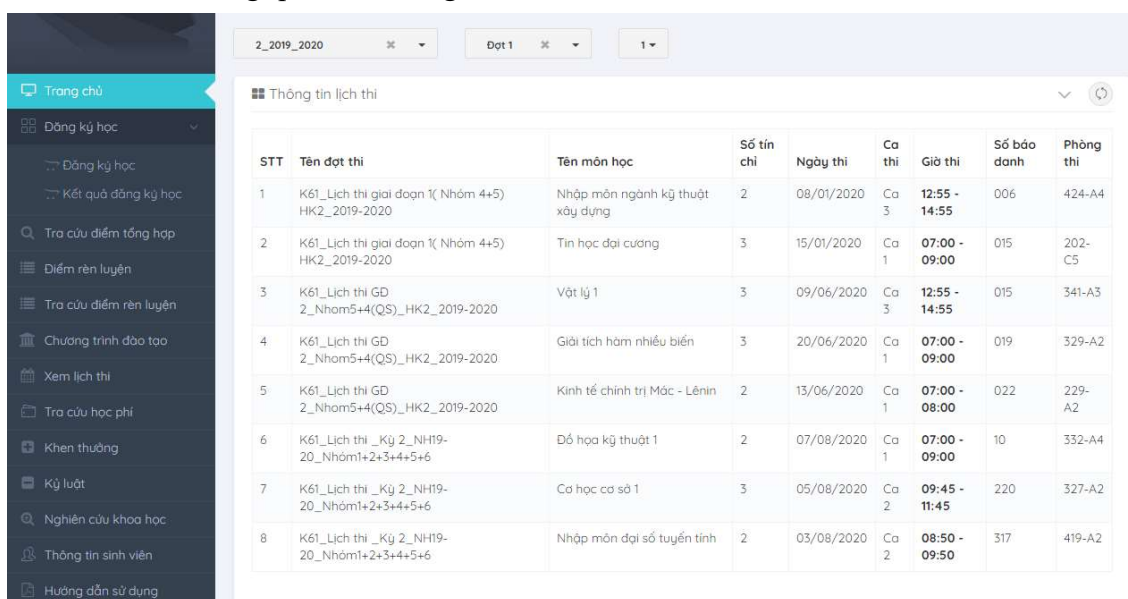 2_2019_2020 Đợt 1 1
Trang chủ
Đăng ký học
Đăng ký học
Kết quả đăng ký học
Tra cứu điểm tổng hợp
Điểm rèn luyện
Tra cứu điểm rèn luyện
Chương trình đào tạo
Xem lịch thi
Tra cứu học phí
Khen thưởng
Kỷ luật
Nghiên cứu khoa học
Thông tin sinh viên
Hướng dẫn sử dụng
Thông tin lịch thi
STT Tên đợt thi Tên môn học Số tín chỉ Ngày thi Ca thi Giờ thi Số báo danh Phòng thi
1 K61_Lịch thi giai đoạn 1( Nhóm 4+5) Nhập môn ngành kỹ thuật 2 08/01/2020 Ca 12:55 - 006 424-A4
HK2_2019-2020 xây dựng 3 14:55
2 K61_Lịch thi giai đoạn 1( Nhóm 4+5) Tin học đại cương 3 15/01/2020 Ca 07:00 - 015 202-
HK2_2019-2020 1 09:00 C5
3 K61_Lịch thi GĐ Vật lý 1 3 09/06/2020 Ca 12:55 - 015 341-A3
2_Nhom5+4(QS)_HK2_2019-2020 3 14:55
4 K61_Lịch thi GĐ Giải tích hàm nhiều biến 3 20/06/2020 Ca 07:00 - 019 329-A2
2_Nhom5+4(QS)_HK2_2019-2020 1 09:00
5 K61_Lịch thi GĐ Kinh tế chính trị Mác - Lênin 2 13/06/2020 Ca 07:00 - 022 229-
2_Nhom5+4(QS)_HK2_2019-2020 1 08:00 A2
6 K61_Lịch thi _Kỳ 2_NH19- Đồ họa kỹ thuật 1 2 07/08/2020 Ca 07:00 - 10 332-A4
20_Nhóm1+2+3+4+5+6 1 09:00
7 K61_Lịch thi _Kỳ 2_NH19- Cơ học cơ sở 1 3 05/08/2020 Ca 09:45 - 220 327-A2
20_Nhóm1+2+3+4+5+6 2 11:45
8 K61_Lịch thi _Kỳ 2_NH19- Nhập môn đại số tuyến tính 2 03/08/2020 Ca 08:50 - 317 419-A2
20_Nhóm1+2+3+4+5+6 2 09:50